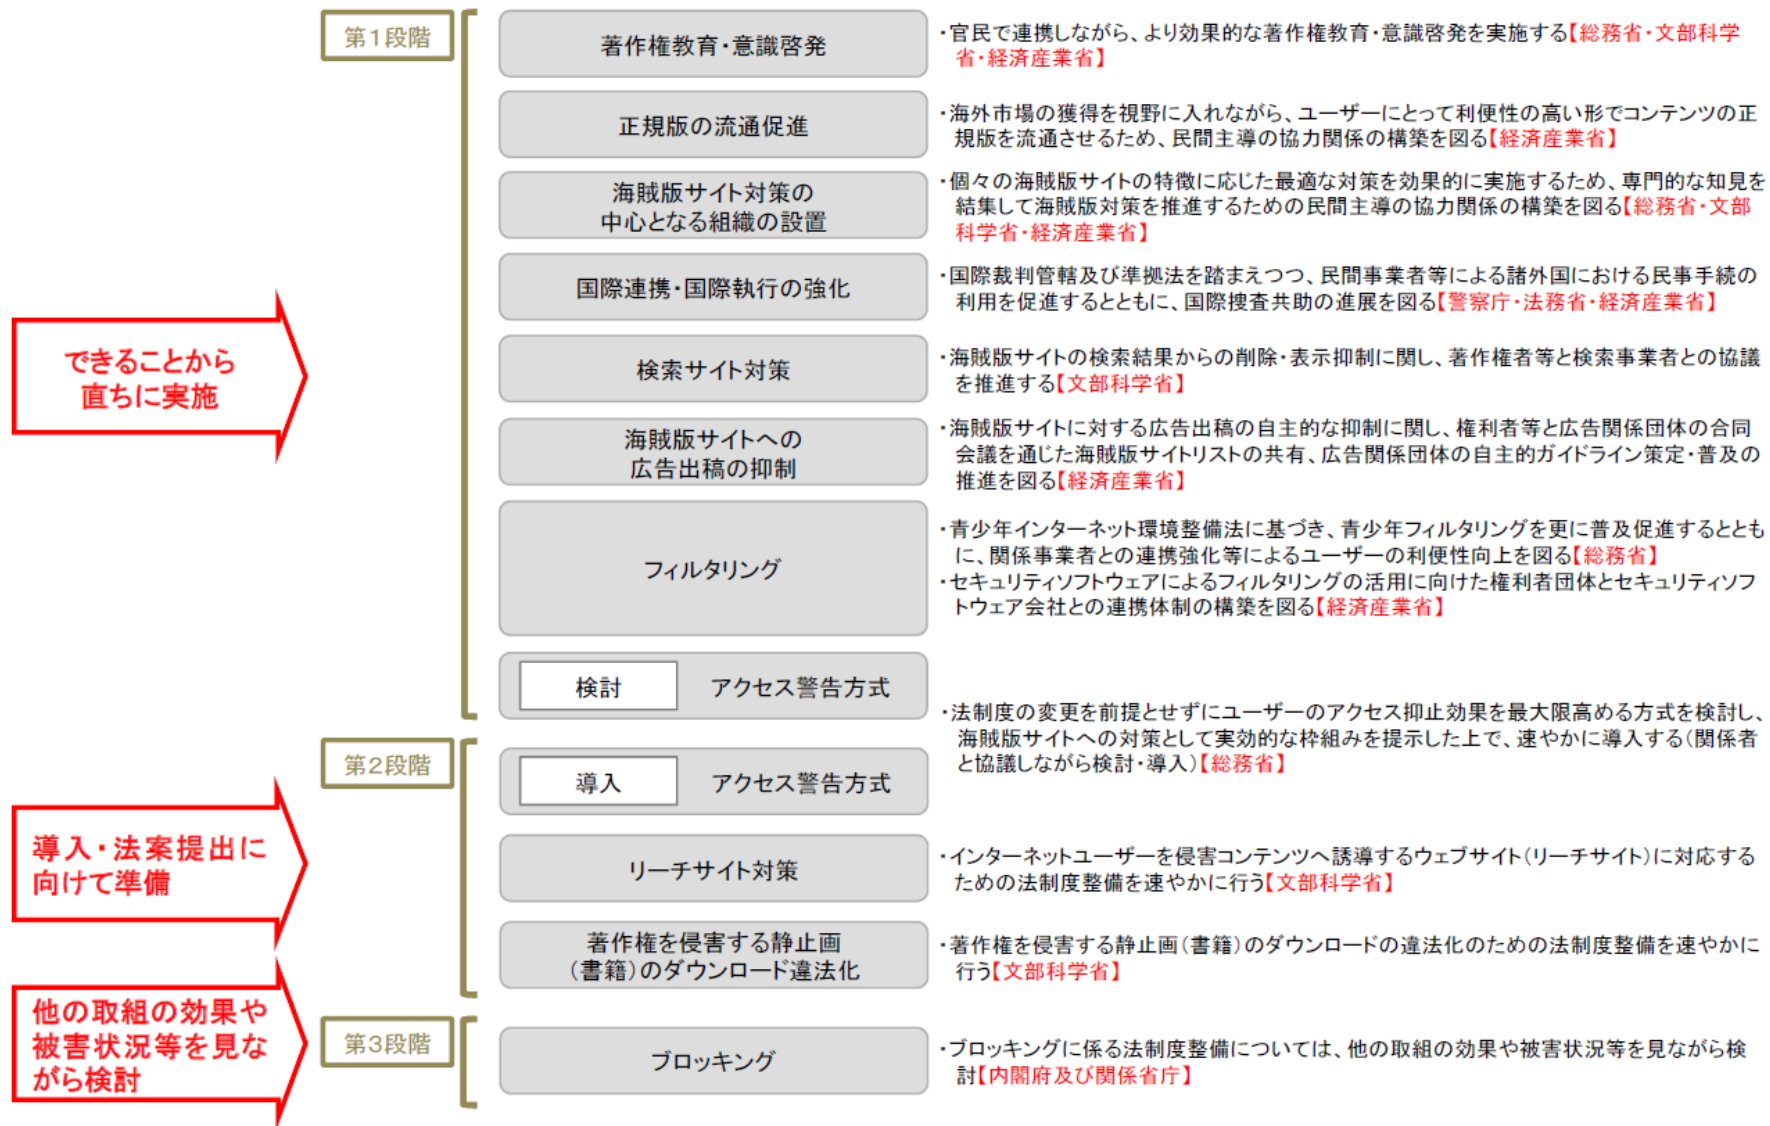 第１段階
できることから
直ちに実施
著作権教育・意識啓発
・官民で連携しながら、より効果的な著作権教育・意識啓発を実施する【総務省・文部科学
省・経済産業省】
正規版の流通促進
・海外市場の獲得を視野に入れながら、ユーザーにとって利便性の高い形でコンテンツの正
規版を流通させるため、民間主導の協力関係の構築を図る【経済産業省】
海賊版サイト対策の
中心となる組織の設置
・個々の海賊版サイトの特徴に応じた最適な対策を効果的に実施するため、専門的な知見を
結集して海賊版対策を推進するための民間主導の協力関係の構築を図る【総務省・文部
科学省・経済産業省】
国際連携・国際執行の強化
・国際裁判管轄及び準拠法を踏まえつつ、民間事業者等による諸外国における民事手続の
利用を促進するとともに、国際捜査共助の進展を図る【警察庁・法務省・経済産業省】
検索サイト対策
・海賊版サイトの検索結果からの削除・表示抑制に関し、著作権者等と検索事業者との協議
を推進する【文部科学省】
海賊版サイトへの
広告出稿の抑制
・海賊版サイトに対する広告出稿の自主的な抑制に関し、権利者等と広告関係団体の合同
会議を通じた海賊版サイトリストの共有、広告関係団体の自主的ガイドライン策定・普及の
推進を図る【経済産業省】
フィルタリング
・青少年インターネット環境整備法に基づき、青少年フィルタリングを更に普及促進するととも
に、関係事業者との連携強化等によるユーザーの利便性向上を図る【総務省】
・セキュリティソフトウェアによるフィルタリングの活用に向けた権利者団体とセキュリティソフ
トウェア会社との連携体制の構築を図る【経済産業省】
検討 アクセス警告方式
・法制度の変更を前提とせずにユーザーのアクセス抑止効果を最大限高める方式を検討し、
海賊版サイトへの対策として実効的な枠組みを提示した上で、速やかに導入する（関係者
と協議しながら検討・導入）【総務省】
第２段階
導入・法案提出に
向けて準備
導入 アクセス警告方式
リーチサイト対策
・インターネットユーザーを侵害コンテンツへ誘導するウェブサイト（リーチサイト）に対応する
ための法制度整備を速やかに行う【文部科学省】
著作権を侵害する静止画
（書籍）のダウンロード違法化
・著作権を侵害する静止画（書籍）のダウンロードの違法化のための法制度整備を速やかに
行う【文部科学省】
他の取組の効果や
被害状況等を見な
がら検討
第３段階
ブロッキング
・ブロッキングに係る法制度整備については、他の取組の効果や被害状況等を見ながら検
討【内閣府及び関係省庁】